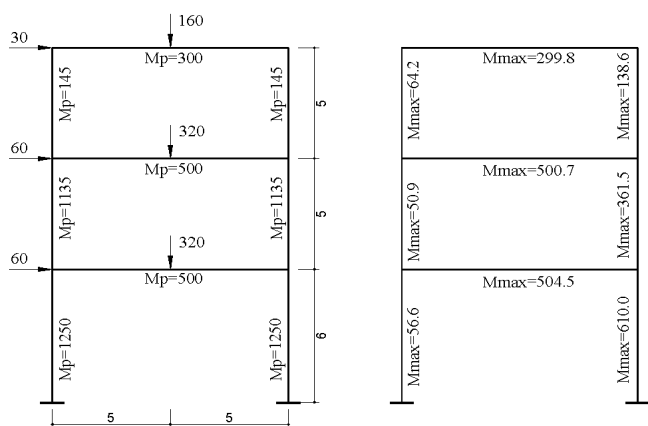 160
30
Mp=300
Mp=145
Mp=145
5
320
60
Mp=500
Mp=1135
Mp=1135
5
320
60
Mp=500
Mp=1250
Mp=1250
6
5
5
Mmax=299.8
Mmax=64.2
Mmax=138.6
Mmax=500.7
Mmax=50.9
Mmax=361.5
Mmax=504.5
Mmax=56.6
Mmax=610.0